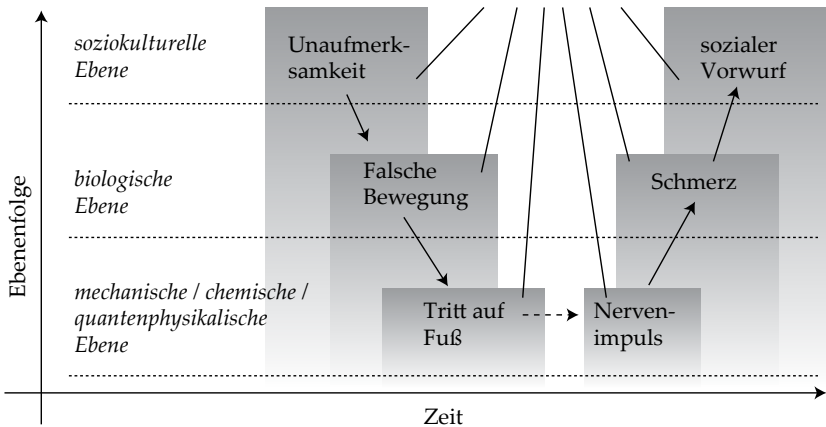 soziokulturelle
Ebene
Unaufmerk-
samkeit
sozialer
Vorwurf
biologische
Ebene
Falsche
Bewegung
Schmerz
Ebenenfolge
mechanische / chemische /
quantenphysikalische
Ebene
Tritt auf
Fuß
Nerven-
impuls
Zeit